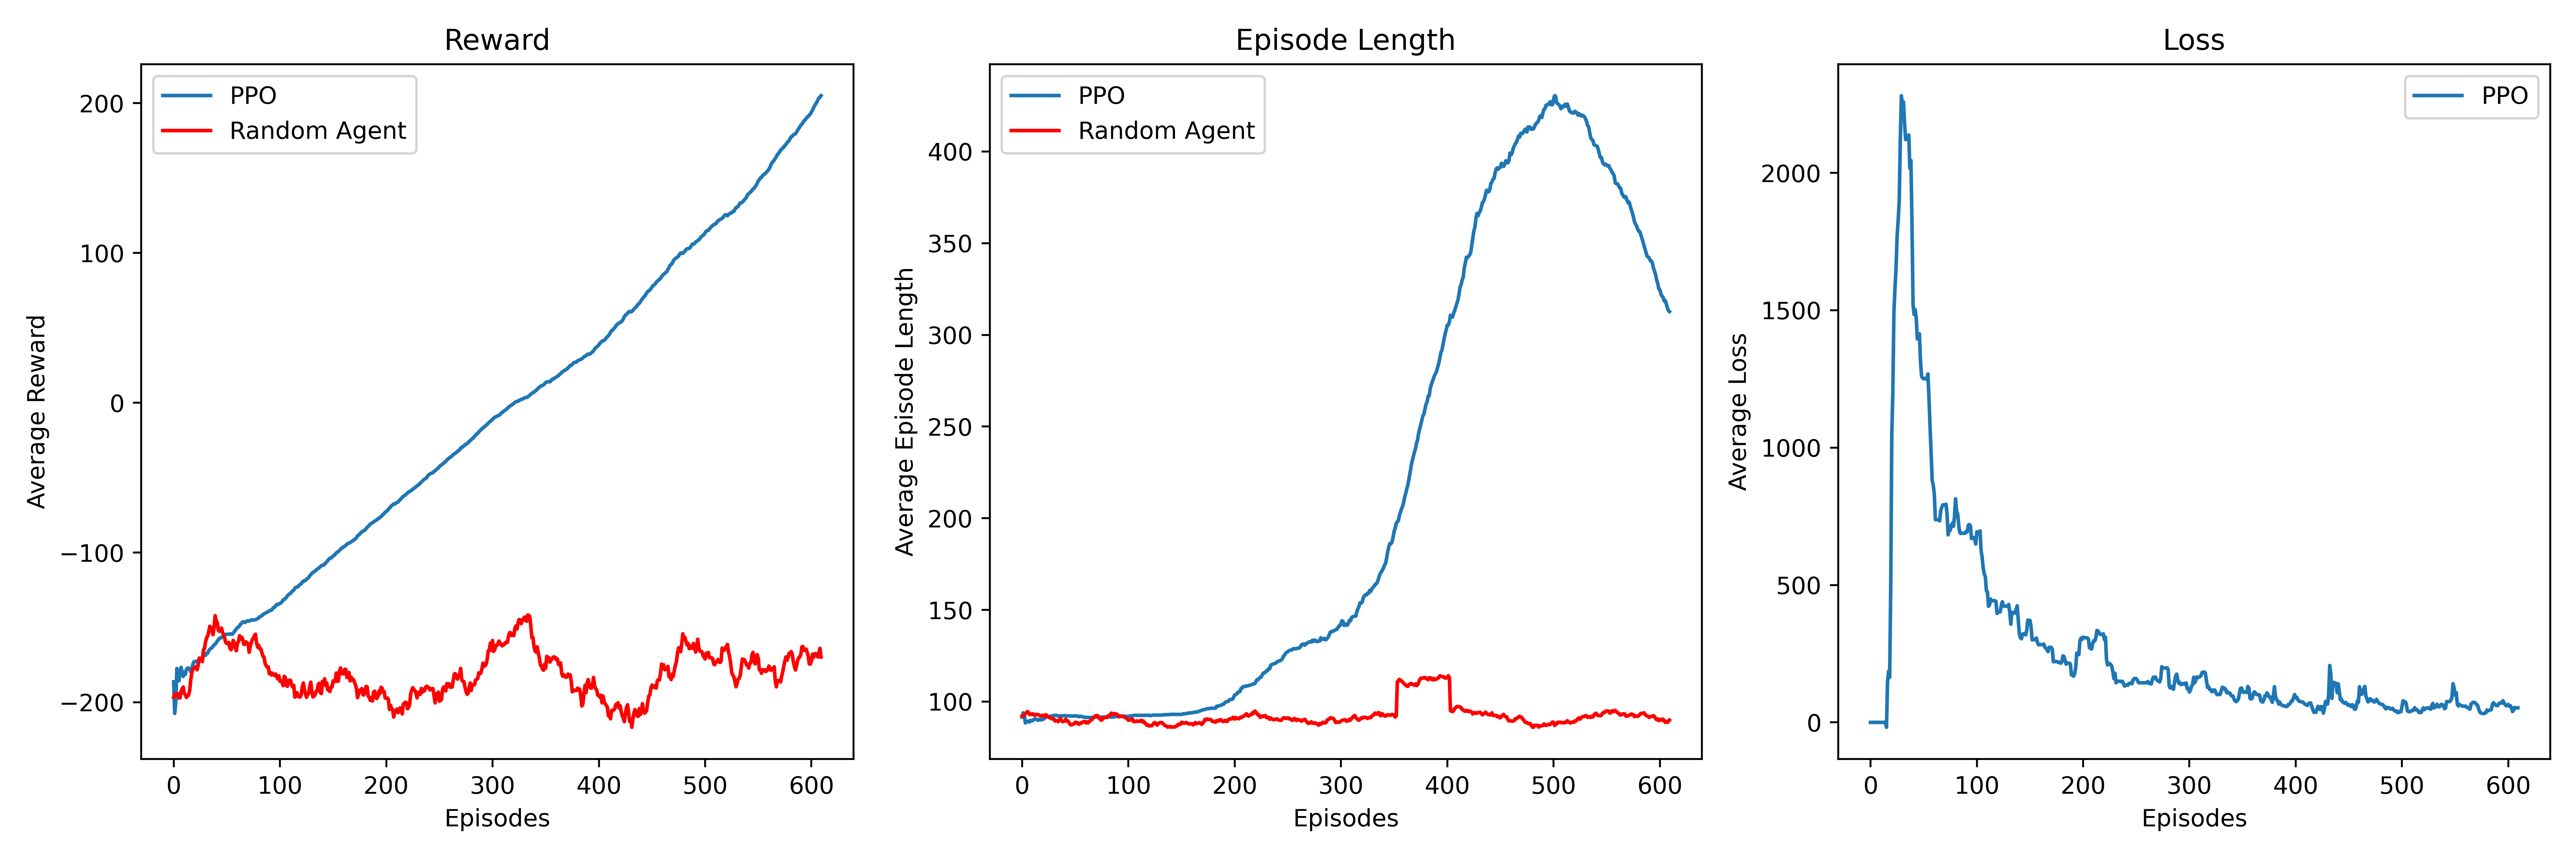 Reward
PPO
Random Agent
200
100
0
−100
−200
Average Reward
0 100 200 300 400 500 600
Episodes
Episode Length
PPO
Random Agent
400
350
300
250
200
150
100
Average Episode Length
0 100 200 300 400 500 600
Episodes
Loss
PPO
2000
1500
1000
500
0
Average Loss
0 100 200 300 400 500 600
Episodes